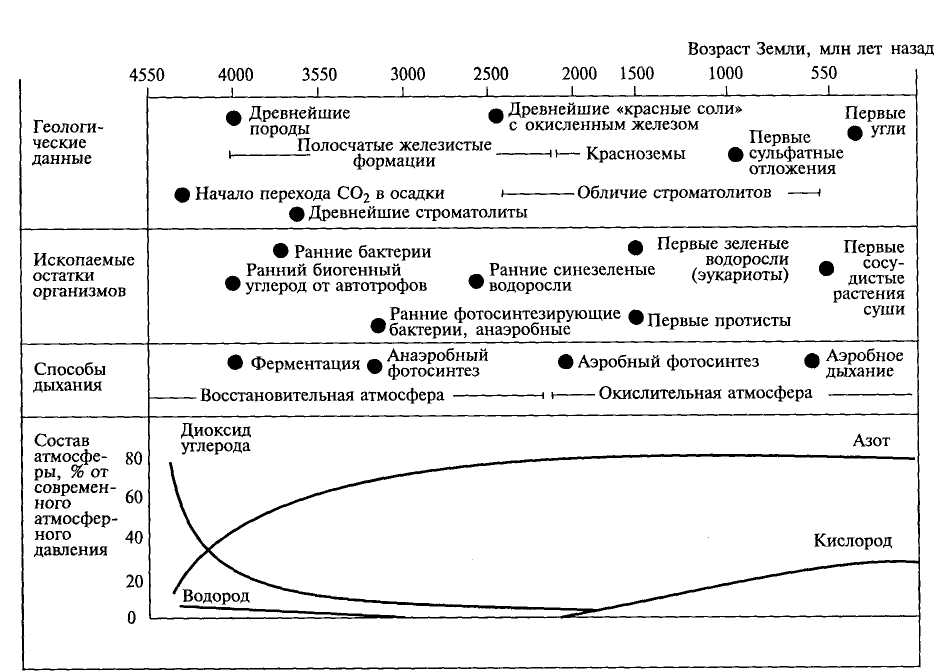 Возраст Земли, млн лет назад
4550 4000 3550 3000 2500 2000 1500 1000 550
Геологи-
ческие
данные
Древнейшие
породы
Древнейшие «красные соли»
с окисленным железом
Первые
угли
Полосчатые железистые
формации
Красноземы
Первые
сульфатные
отложения
Начало перехода CO₂ в осадки
Обличие строматолитов
Древнейшие строматолиты
Ископаемые
остатки
организмов
Ранние бактерии
Ранний биогенный
углерод от автотрофов
Ранние синезеленые
водоросли
Первые зеленые
водоросли
(эукариоты)
Первые
сосу-
дистые
растения
суши
Ранние фотосинтезирующие
бактерии, анаэробные
Первые протисты
Способы
дыхания
Ферментация
Анаэробный
фотосинтез
Аэробный фотосинтез
Аэробное
дыхание
Восстановительная атмосфера
Окислительная атмосфера
Состав
атмосфе-
ры, % от
современ-
ного
атмосфер-
ного
давления
80
60
40
20
0
Диоксид
углерода
Азот
Кислород
Водород